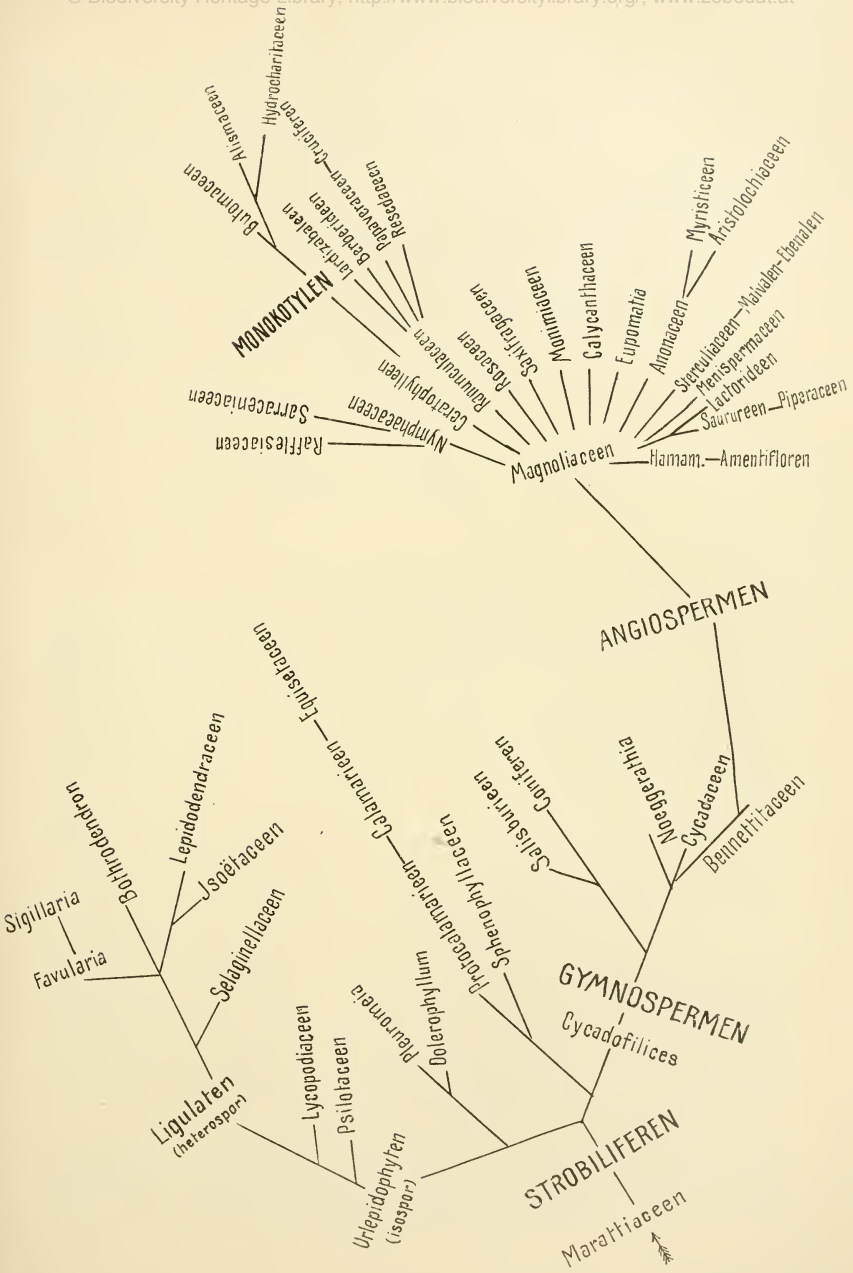 © Biodiversity Heritage Library, http://www.biodiversitylibrary.org/; www.zobodat.at
Hydrocharitaceen
Alismaceen
Butomaceen
MONOKOTYLEN
Cruciferen
Papaveraceen
Resedaceen
Berberideen
Lardizabaleen
Ranunculaceen
Ceratophylleen
Nymphaeaceen
Sarraceniaceen
Rafflesiaceen
Rosaceen
Saxifragaceen
Monimiaceen
Calycanthaceen
Eupomatia
Anonaceen
Myristiceen
Aristolochiaceen
Sterculiaceen—Malvalen-Ebenalen
Menispermaceen
Lactorideen
Saurureen—Piperaceen
Hamam.—Amentifloren
Magnoliaceen
ANGIOSPERMEN
Equisetaceen
Calamarieen
Protocalamarieen
Sphenophyllaceen
Coniferen
Salisburieen
Noeggerathia
Cycadaceen
Bennettitaceen
GYMNOSPERMEN
Cycadofilices
Bothrodendron
Lepidodendraceen
Jsoëtaceen
Sigillaria
Favularia
Selaginellaceen
Ligulaten
(heterospor)
Lycopodiaceen
Psilotaceen
Pleuromeia
Dolerophyllum
Urlepidophyten
(isospor)
STROBILIFEREN
Marattiaceen